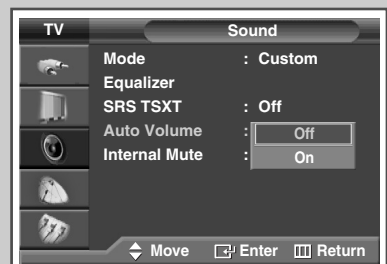 TV Sound
Mode : Custom
Equalizer
SRS TSXT : Off
Auto Volume : Off
Internal Mute : On
Move Enter Return